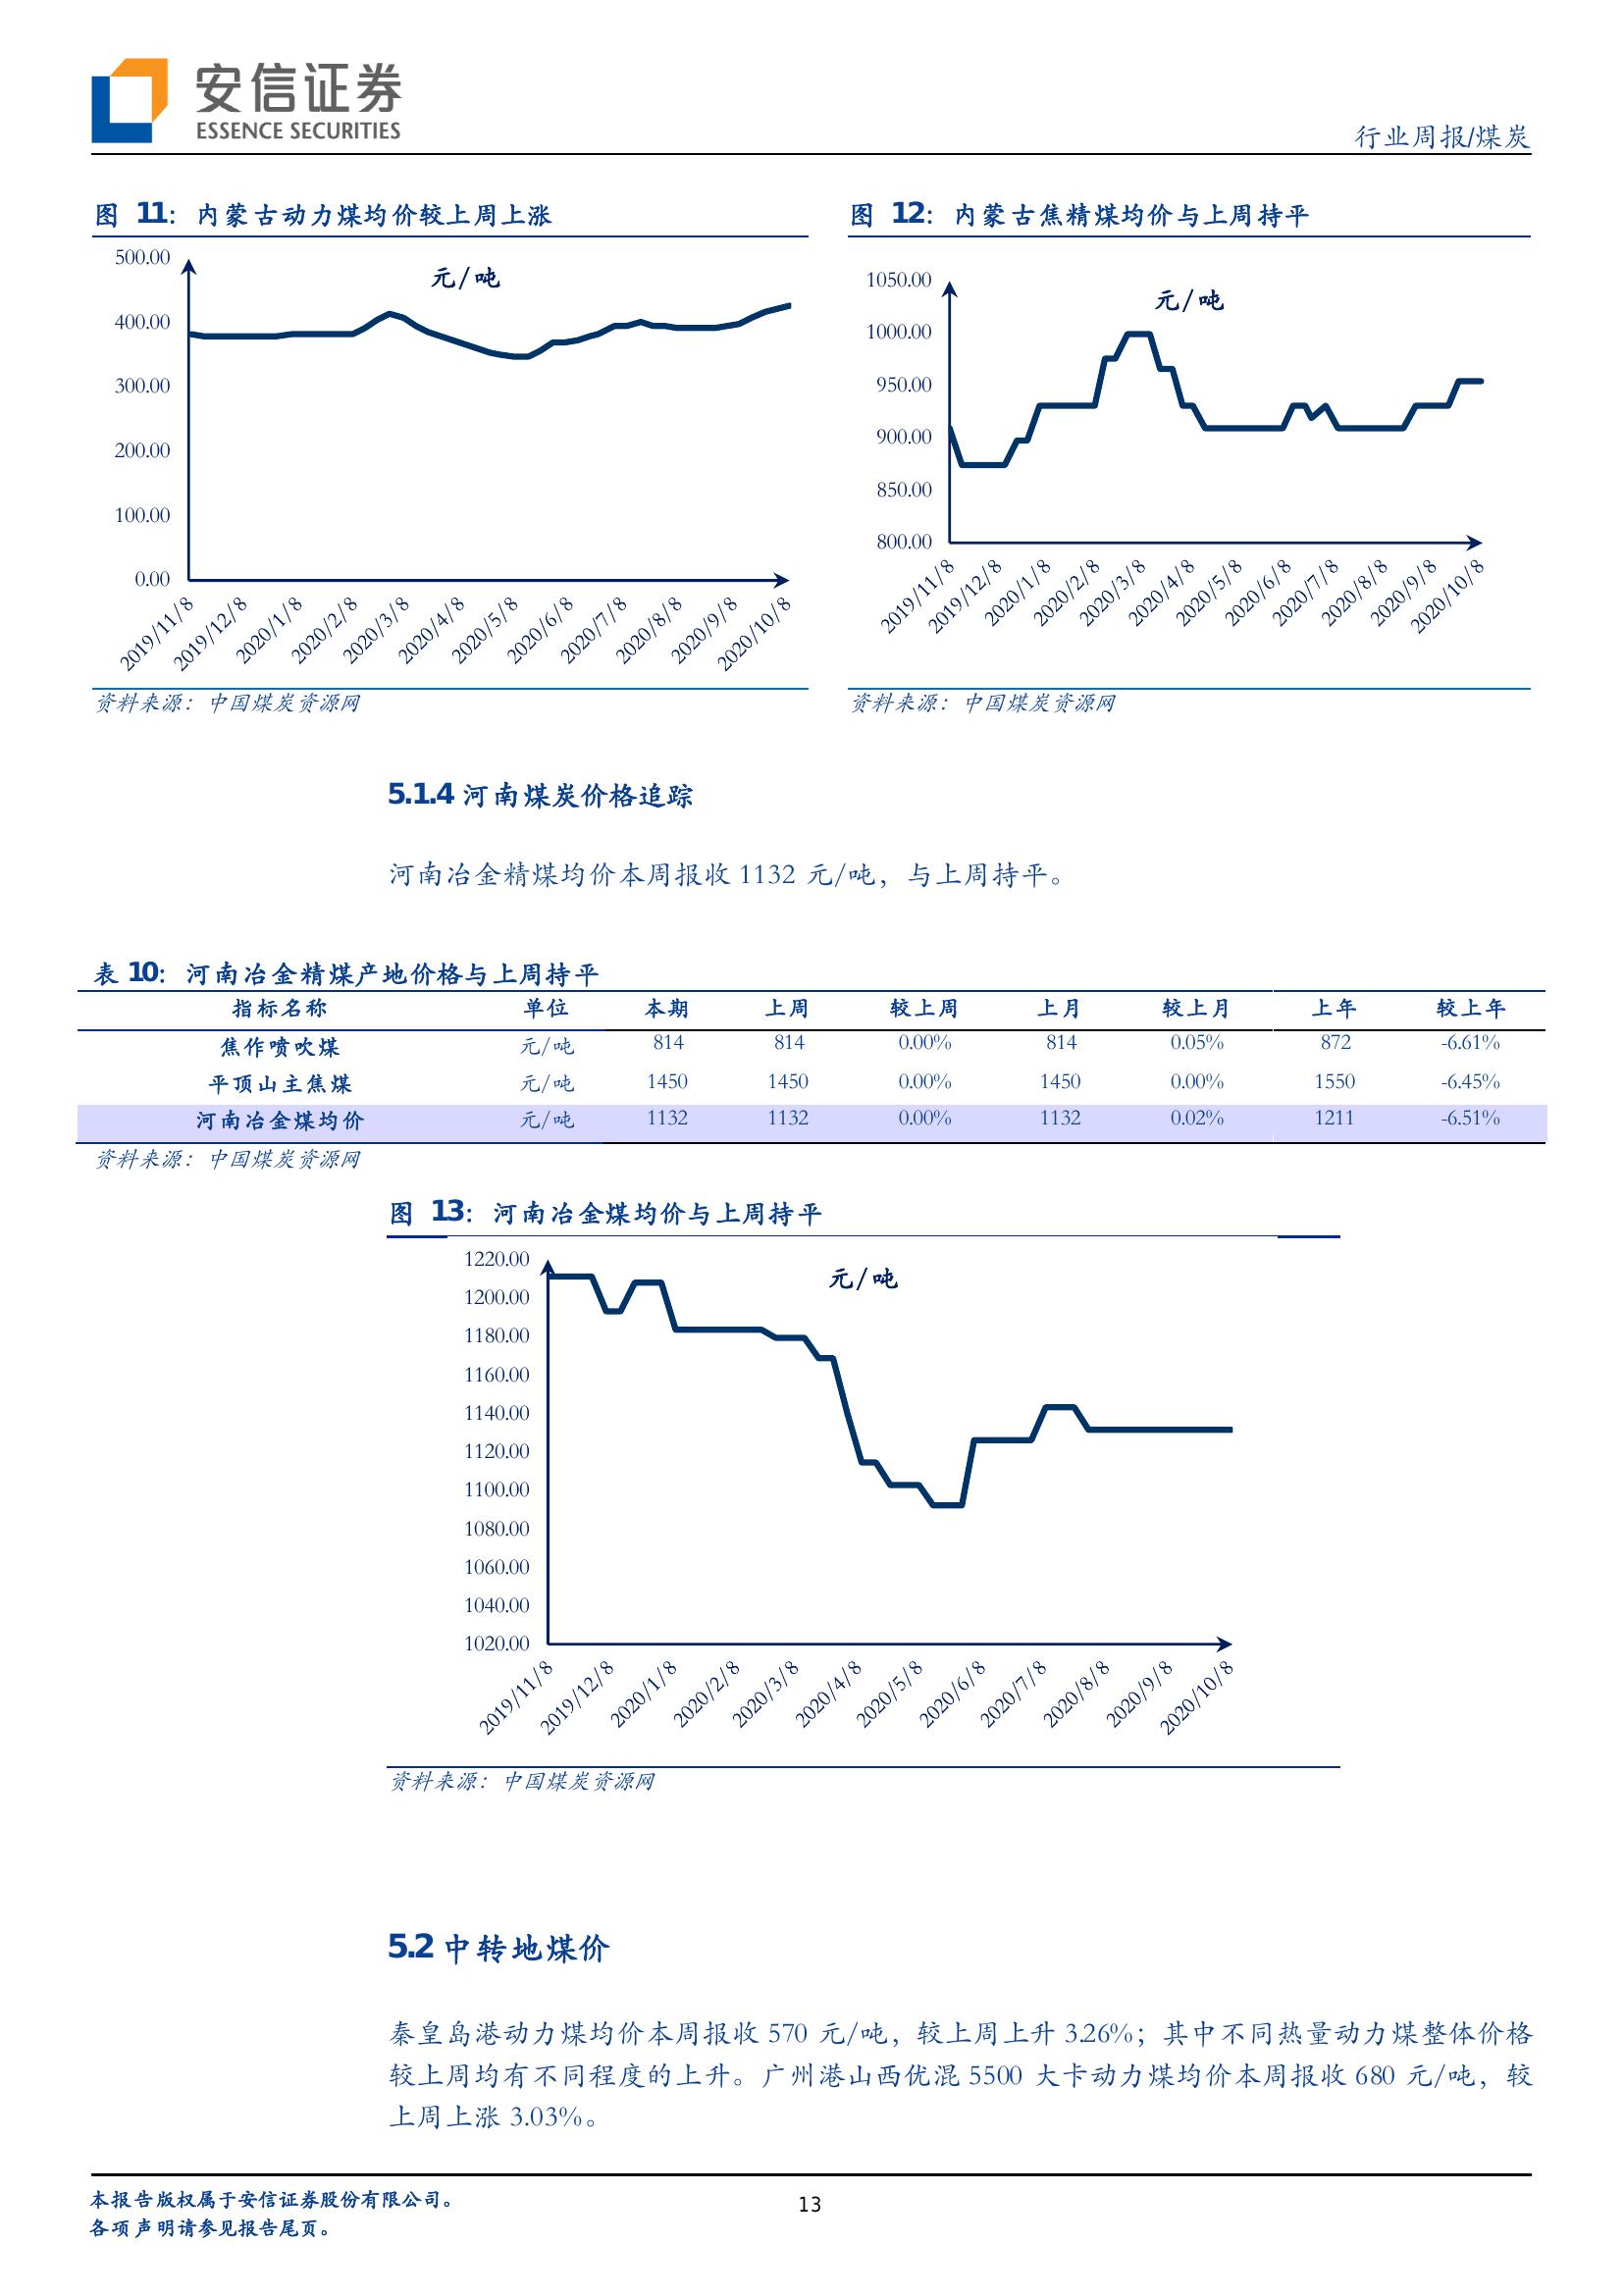 安信证券
ESSENCE SECURITIES
行业周报/煤炭
图 11：内蒙古动力煤均价较上周上涨
500.00
400.00
300.00
200.00
100.00
0.00
元/吨
2019/11/8 2019/12/8 2020/1/8 2020/2/8 2020/3/8 2020/4/8 2020/5/8 2020/6/8 2020/7/8 2020/8/8 2020/9/8 2020/10/8
资料来源：中国煤炭资源网
图 12：内蒙古焦精煤均价与上周持平
1050.00
1000.00
950.00
900.00
850.00
800.00
元/吨
2019/11/8 2019/12/8 2020/1/8 2020/2/8 2020/3/8 2020/4/8 2020/5/8 2020/6/8 2020/7/8 2020/8/8 2020/9/8 2020/10/8
资料来源：中国煤炭资源网
5.1.4 河南煤炭价格追踪
河南冶金精煤均价本周报收 1132 元/吨，与上周持平。
表 10：河南冶金精煤产地价格与上周持平
指标名称 单位 本期 上周 较上周 上月 较上月 上年 较上年
焦作喷吹煤 元/吨 814 814 0.00% 814 0.05% 872 -6.61%
平顶山主焦煤 元/吨 1450 1450 0.00% 1450 0.00% 1550 -6.45%
河南冶金煤均价 元/吨 1132 1132 0.00% 1132 0.02% 1211 -6.51%
资料来源：中国煤炭资源网
图 13：河南冶金煤均价与上周持平
1220.00
1200.00
1180.00
1160.00
1140.00
1120.00
1100.00
1080.00
1060.00
1040.00
1020.00
元/吨
2019/11/8 2019/12/8 2020/1/8 2020/2/8 2020/3/8 2020/4/8 2020/5/8 2020/6/8 2020/7/8 2020/8/8 2020/9/8 2020/10/8
资料来源：中国煤炭资源网
5.2 中转地煤价
秦皇岛港动力煤均价本周报收 570 元/吨，较上周上升 3.26%；其中不同热量动力煤整体价格
较上周均有不同程度的上升。广州港山西优混 5500 大卡动力煤均价本周报收 680 元/吨，较
上周上涨 3.03%。
本报告版权属于安信证券股份有限公司。
各项声明请参见报告尾页。
13